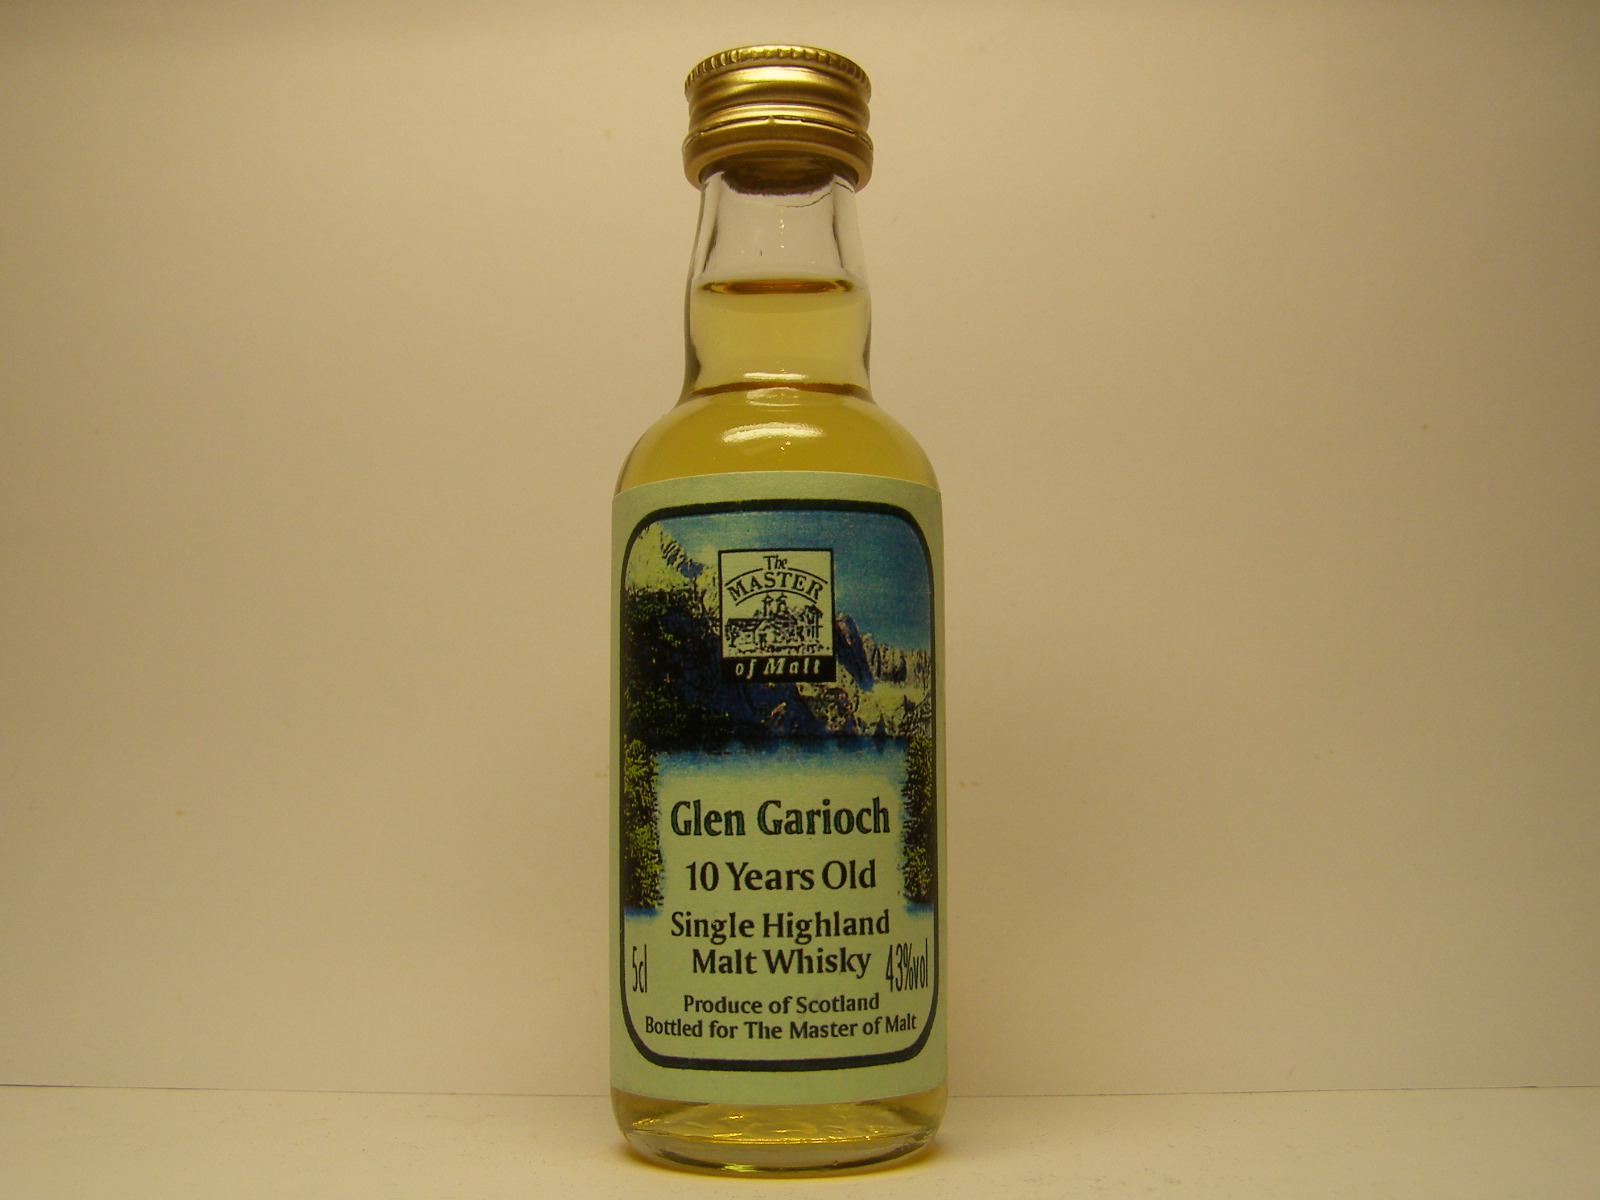 The
MASTER
of Malt
Glen Garioch
10 Years Old
Single Highland
Malt Whisky
5cl
43%vol
Produce of Scotland
Bottled for The Master of Malt